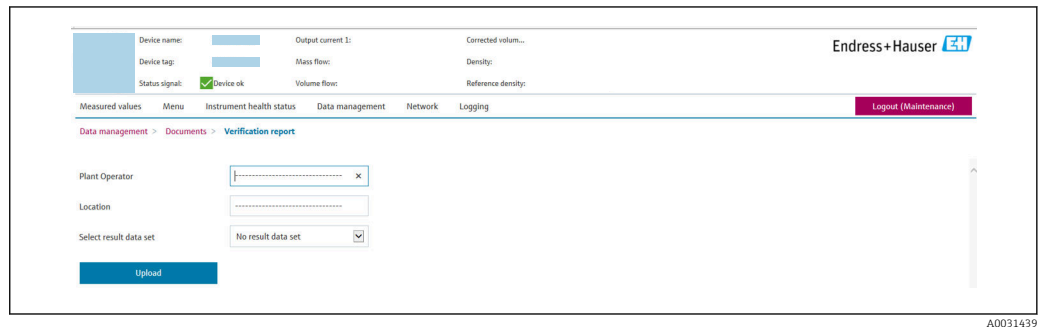 Device name: Output current 1: Corrected volum...
Endress+Hauser EH
Device tag: Mass flow: Density:
Status signal: Device ok Volume flow: Reference density:
Measured values Menu Instrument health status Data management Network Logging Logout (Maintenance)
Data management > Documents > Verification report
Plant Operator ------------------------------- ×
Location -------------------------------
Select result data set No result data set
Upload
A0031439